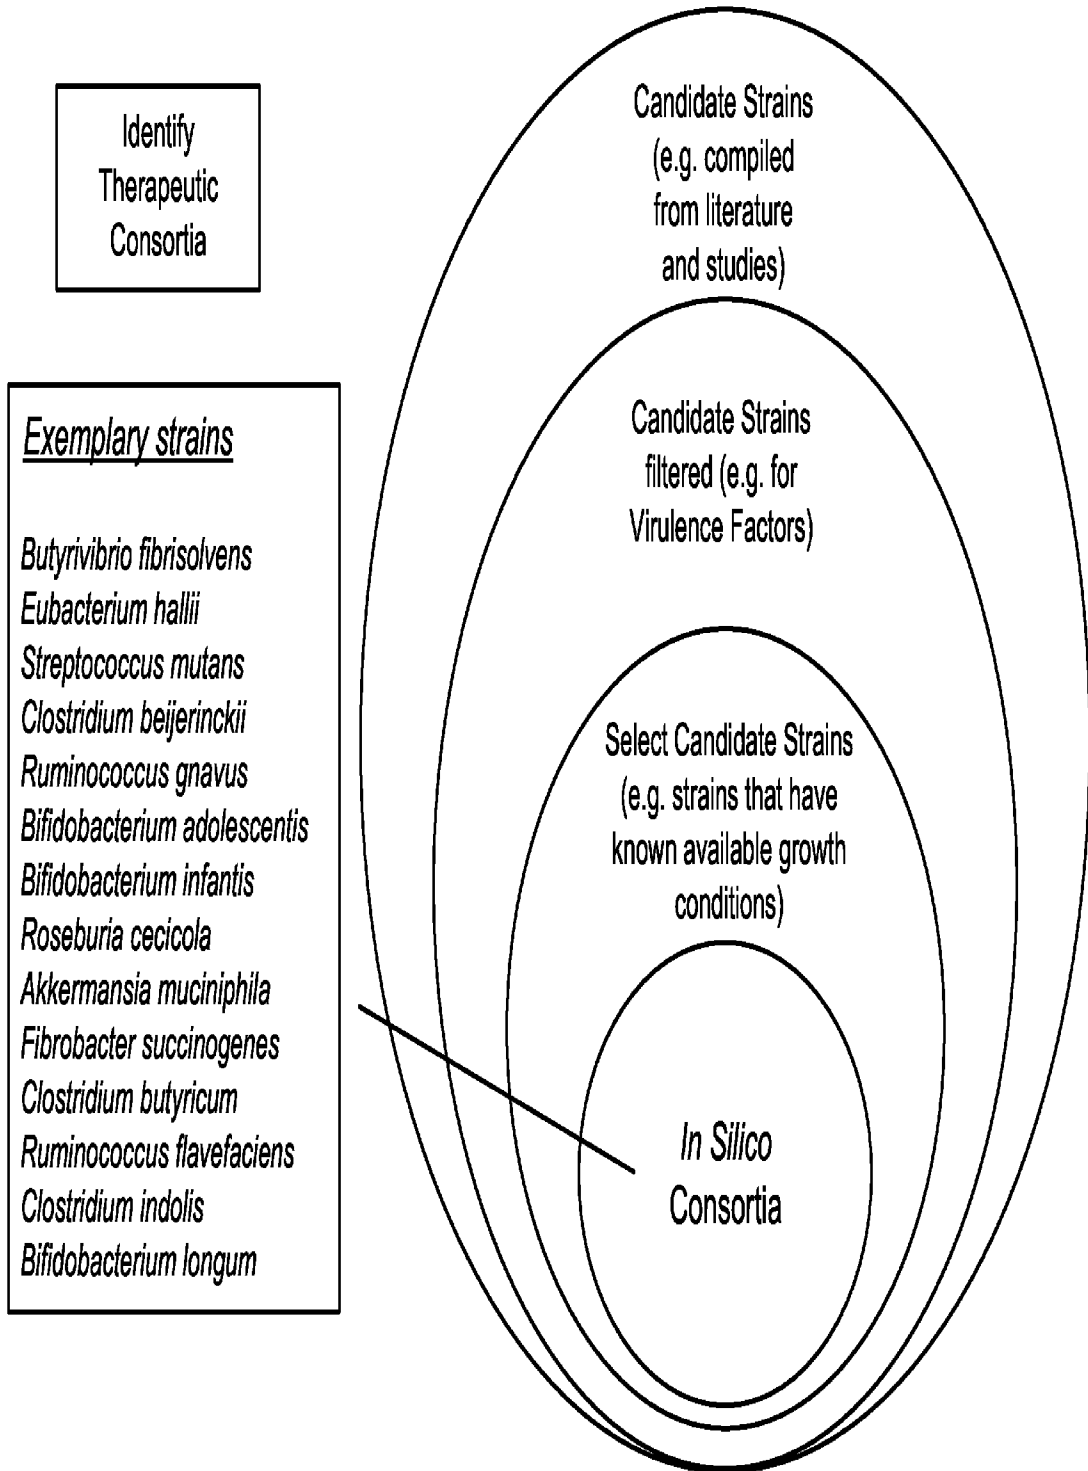 Identify
Therapeutic
Consortia
Exemplary strains
Butyrivibrio fibrisolvens
Eubacterium hallii
Streptococcus mutans
Clostridium beijerinckii
Ruminococcus gnavus
Bifidobacterium adolescentis
Bifidobacterium infantis
Roseburia cecicola
Akkermansia muciniphila
Fibrobacter succinogenes
Clostridium butyricum
Ruminococcus flavefaciens
Clostridium indolis
Bifidobacterium longum
Candidate Strains
(e.g. compiled
from literature
and studies)
Candidate Strains
filtered (e.g. for
Virulence Factors)
Select Candidate Strains
(e.g. strains that have
known available growth
conditions)
In Silico
Consortia